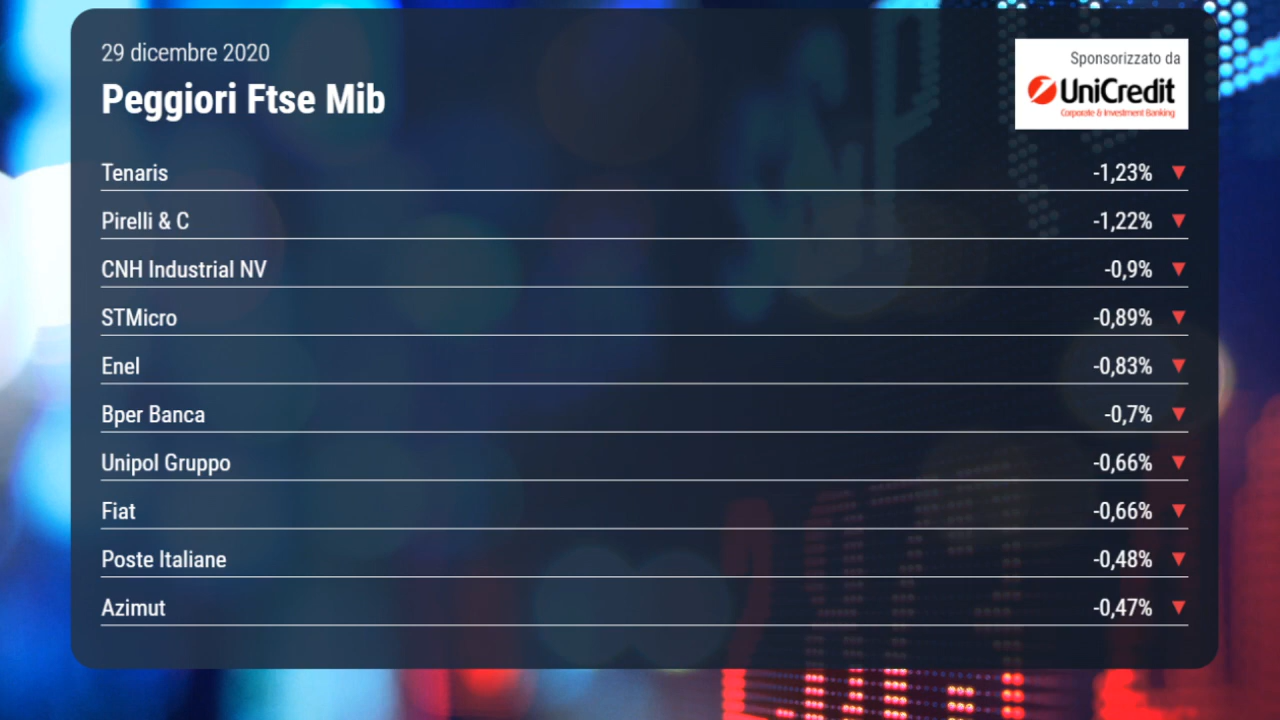 29 dicembre 2020
Peggiori Ftse Mib
Sponsorizzato da
UniCredit
Corporate & Investment Banking
Tenaris -1,23% ▼
Pirelli & C -1,22% ▼
CNH Industrial NV -0,9% ▼
STMicro -0,89% ▼
Enel -0,83% ▼
Bper Banca -0,7% ▼
Unipol Gruppo -0,66% ▼
Fiat -0,66% ▼
Poste Italiane -0,48% ▼
Azimut -0,47% ▼